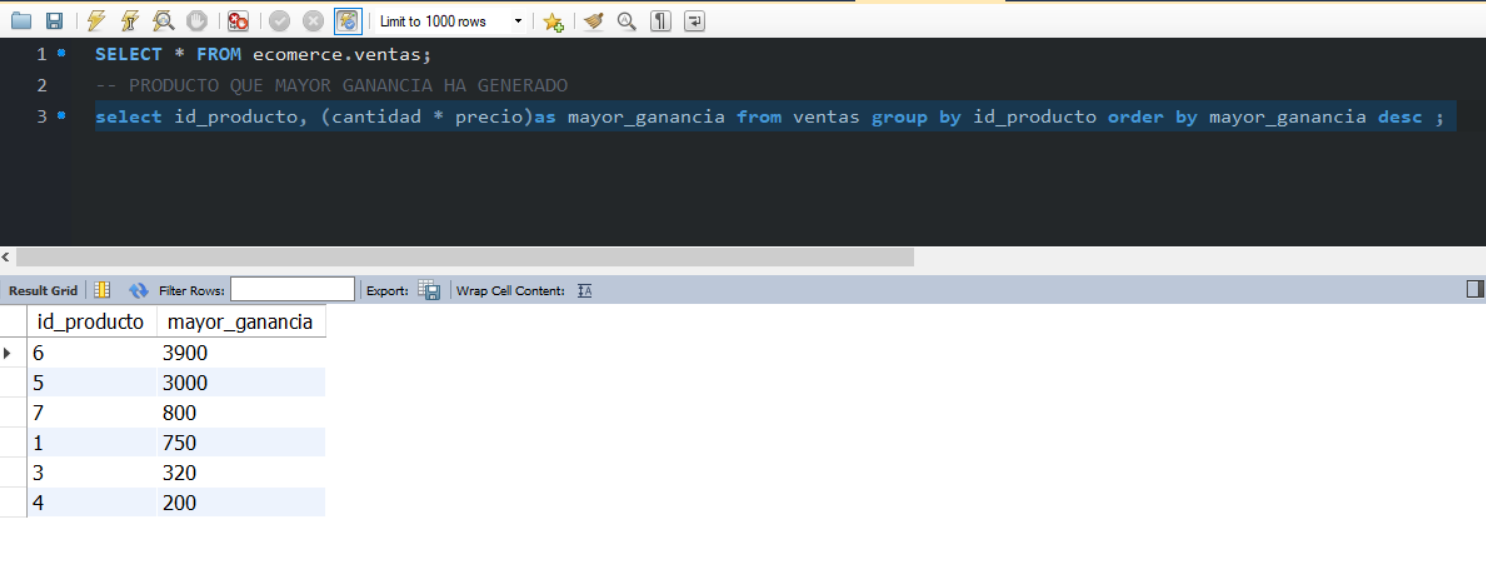 Limit to 1000 rows
1 SELECT * FROM ecomerce.ventas;
2 -- PRODUCTO QUE MAYOR GANANCIA HA GENERADO
3 select id_producto, (cantidad * precio)as mayor_ganancia from ventas group by id_producto order by mayor_ganancia desc ;
Result Grid Filter Rows: Export: Wrap Cell Content:
id_producto mayor_ganancia
6 3900
5 3000
7 800
1 750
3 320
4 200